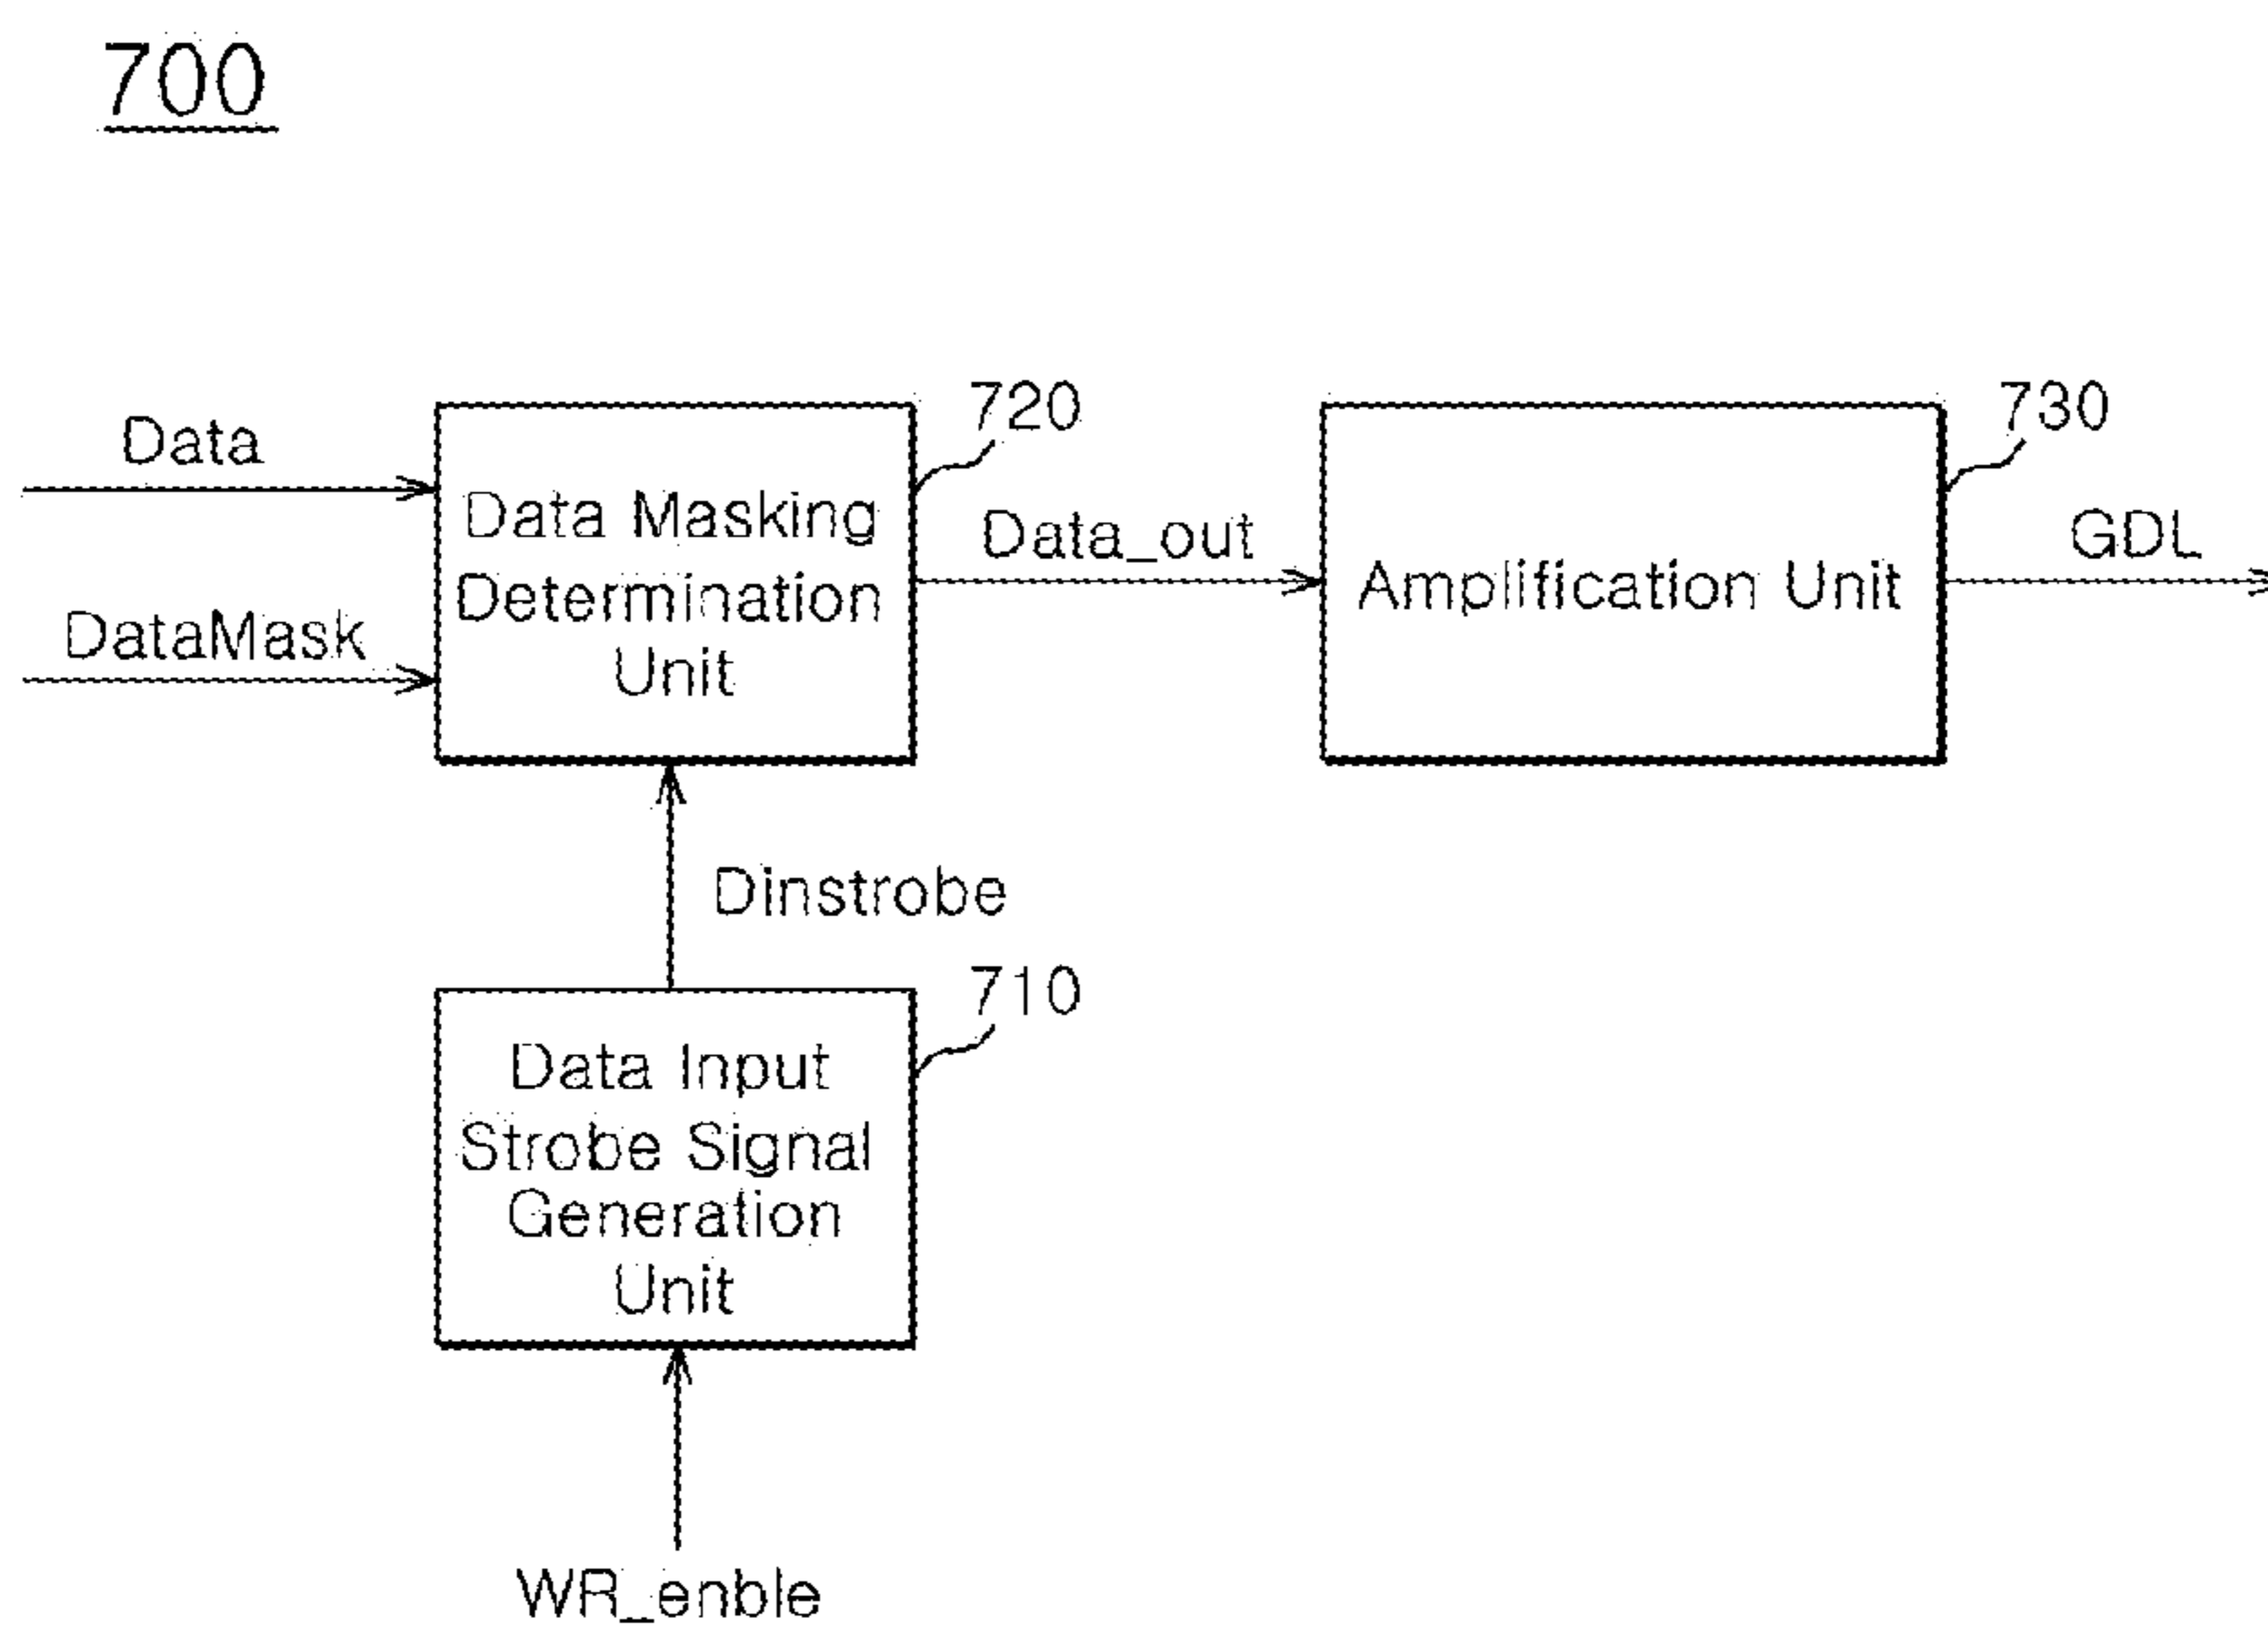 700
720
730
Data
Data Masking
Determination
Unit
Data_out
GDL
Amplification Unit
DataMask
Dinstrobe
710
Data Input
Strobe Signal
Generation
Unit
WR_enble